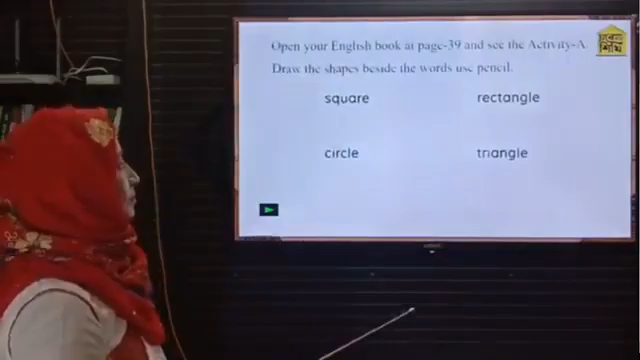 Open your English book at page-39 and see the Activity-A.
Draw the shapes beside the words use pencil.
square rectangle
circle triangle